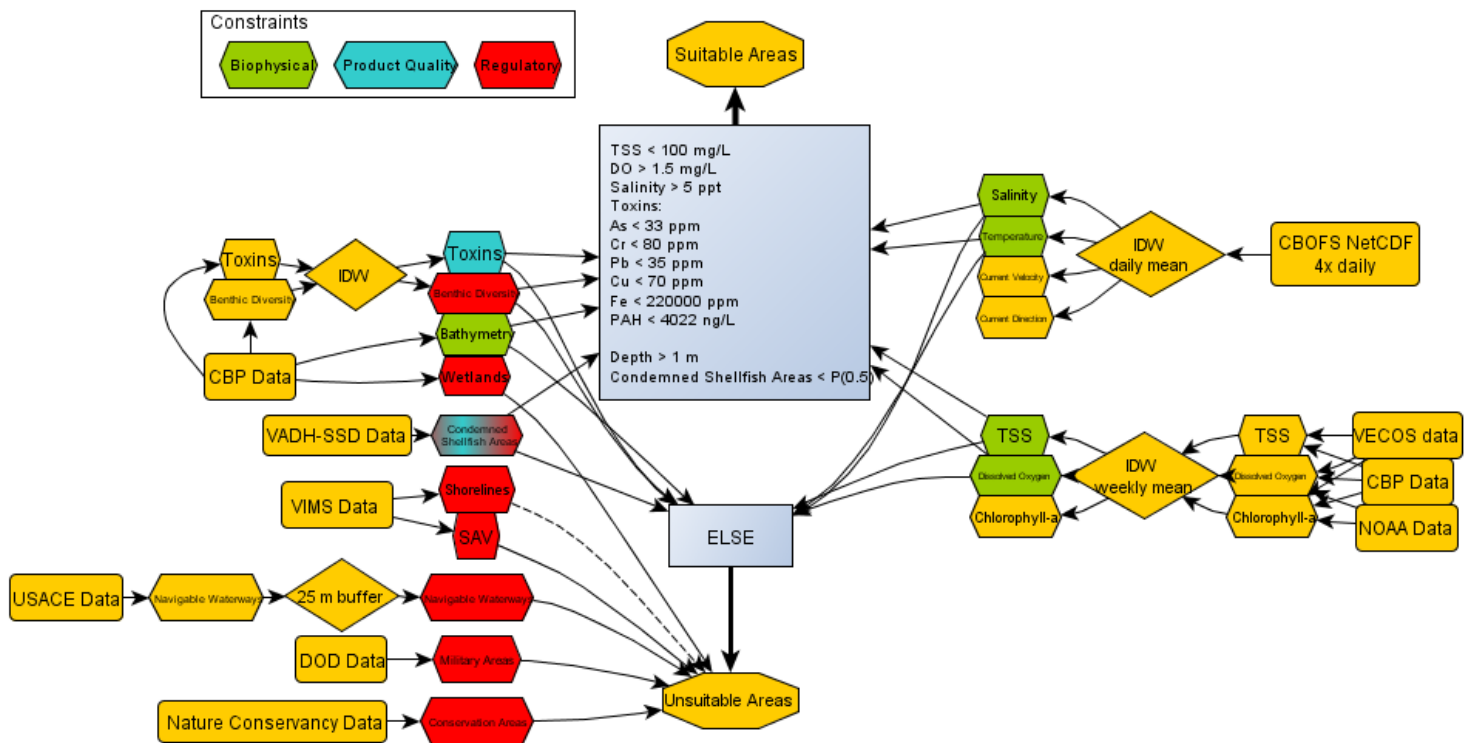 Constraints
Biophysical
Product Quality
Regulatory
Suitable Areas
TSS < 100 mg/L
DO > 1.5 mg/L
Salinity > 5 ppt
Toxins:
As < 33 ppm
Cr < 80 ppm
Pb < 35 ppm
Cu < 70 ppm
Fe < 220000 ppm
PAH < 4022 ng/L
Depth > 1 m
Condemned Shellfish Areas < P(0.5)
Toxins
Benthic Diversity
IDW
CBP Data
Toxins
Benthic Diversity
Bathymetry
Wetlands
VADH-SSD Data
Condemned
Shellfish Areas
VIMS Data
Shorelines
SAV
USACE Data
Navigable Waterways
25 m buffer
Navigable Waterways
DOD Data
Military Areas
Nature Conservancy Data
Conservation Areas
ELSE
Unsuitable Areas
Salinity
Temperature
Current Velocity
Current Direction
IDW
daily mean
CBOFS NetCDF
4x daily
TSS
Dissolved Oxygen
Chlorophyll-a
IDW
weekly mean
TSS
Dissolved Oxygen
Chlorophyll-a
VECOS data
CBP Data
NOAA Data